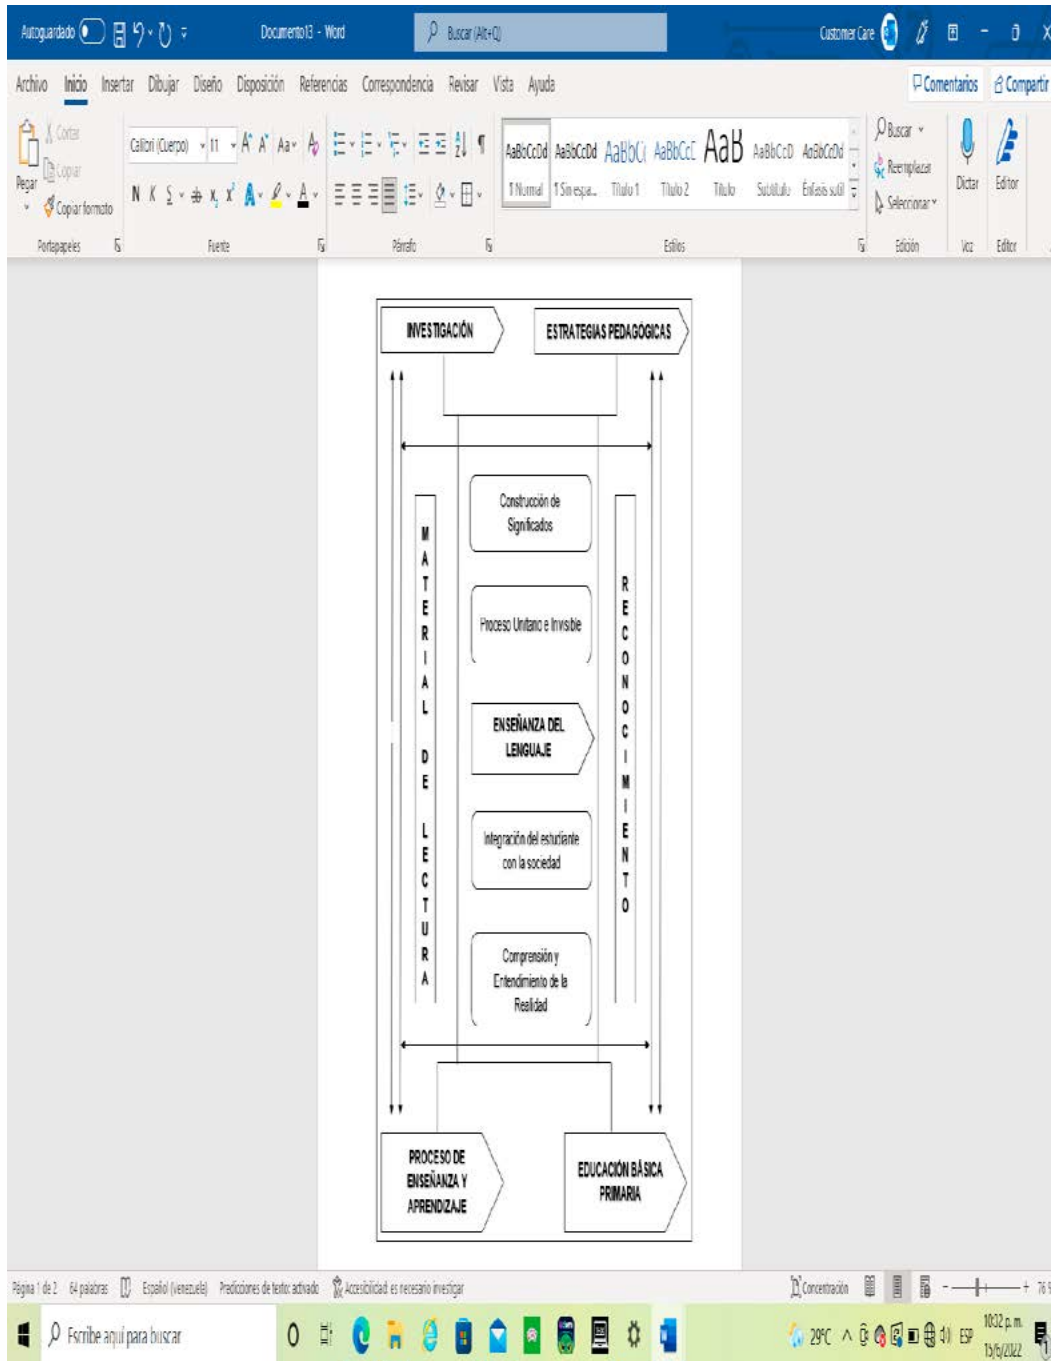 Autoguardado
Documento13 - Word
Buscar (Alt+Q)
Customer Care
Archivo Inicio Insertar Dibujar Diseño Disposición Referencias Correspondencia Revisar Vista Ayuda
Comentarios
Compartir
Pegar
Cortar
Copiar
Copiar formato
Portapapeles
Calibri (Cuerpo) 11
N K S
Fuente
Párrafo
AaBbCcDd AaBbCcDd AaBbCc AaBbCcE AaB AaBbCcD AaBbCcDd
¶ Normal ¶ Sin espa... Título 1 Título 2 Título Subtítulo Énfasis sutil
Estilos
Buscar
Reemplazar
Seleccionar
Edición
Dictar
Voz
Editor
Editor
INVESTIGACIÓN
ESTRATEGIAS PEDAGÓGICAS
MATERIAL DE LECTURA
Construcción de
Significados
Proceso Unitario e Invisible
ENSEÑANZA DEL
LENGUAJE
Integración del estudiante
con la sociedad
Comprensión y
Entendimiento de la
Realidad
RECONOCIMIENTO
PROCESO DE
ENSEÑANZA Y
APRENDIZAJE
EDUCACIÓN BÁSICA
PRIMARIA
Página 1 de 2 64 palabras Español (Venezuela) Predicciones de texto: activado Accesibilidad: es necesario investigar
Concentración
Escribe aquí para buscar
29°C
ESP
10:32 p. m.
15/6/2022